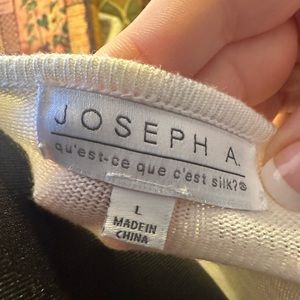 JOSEPH A.
qu'est-ce que c'est silk?®
L
MADE IN
CHINA